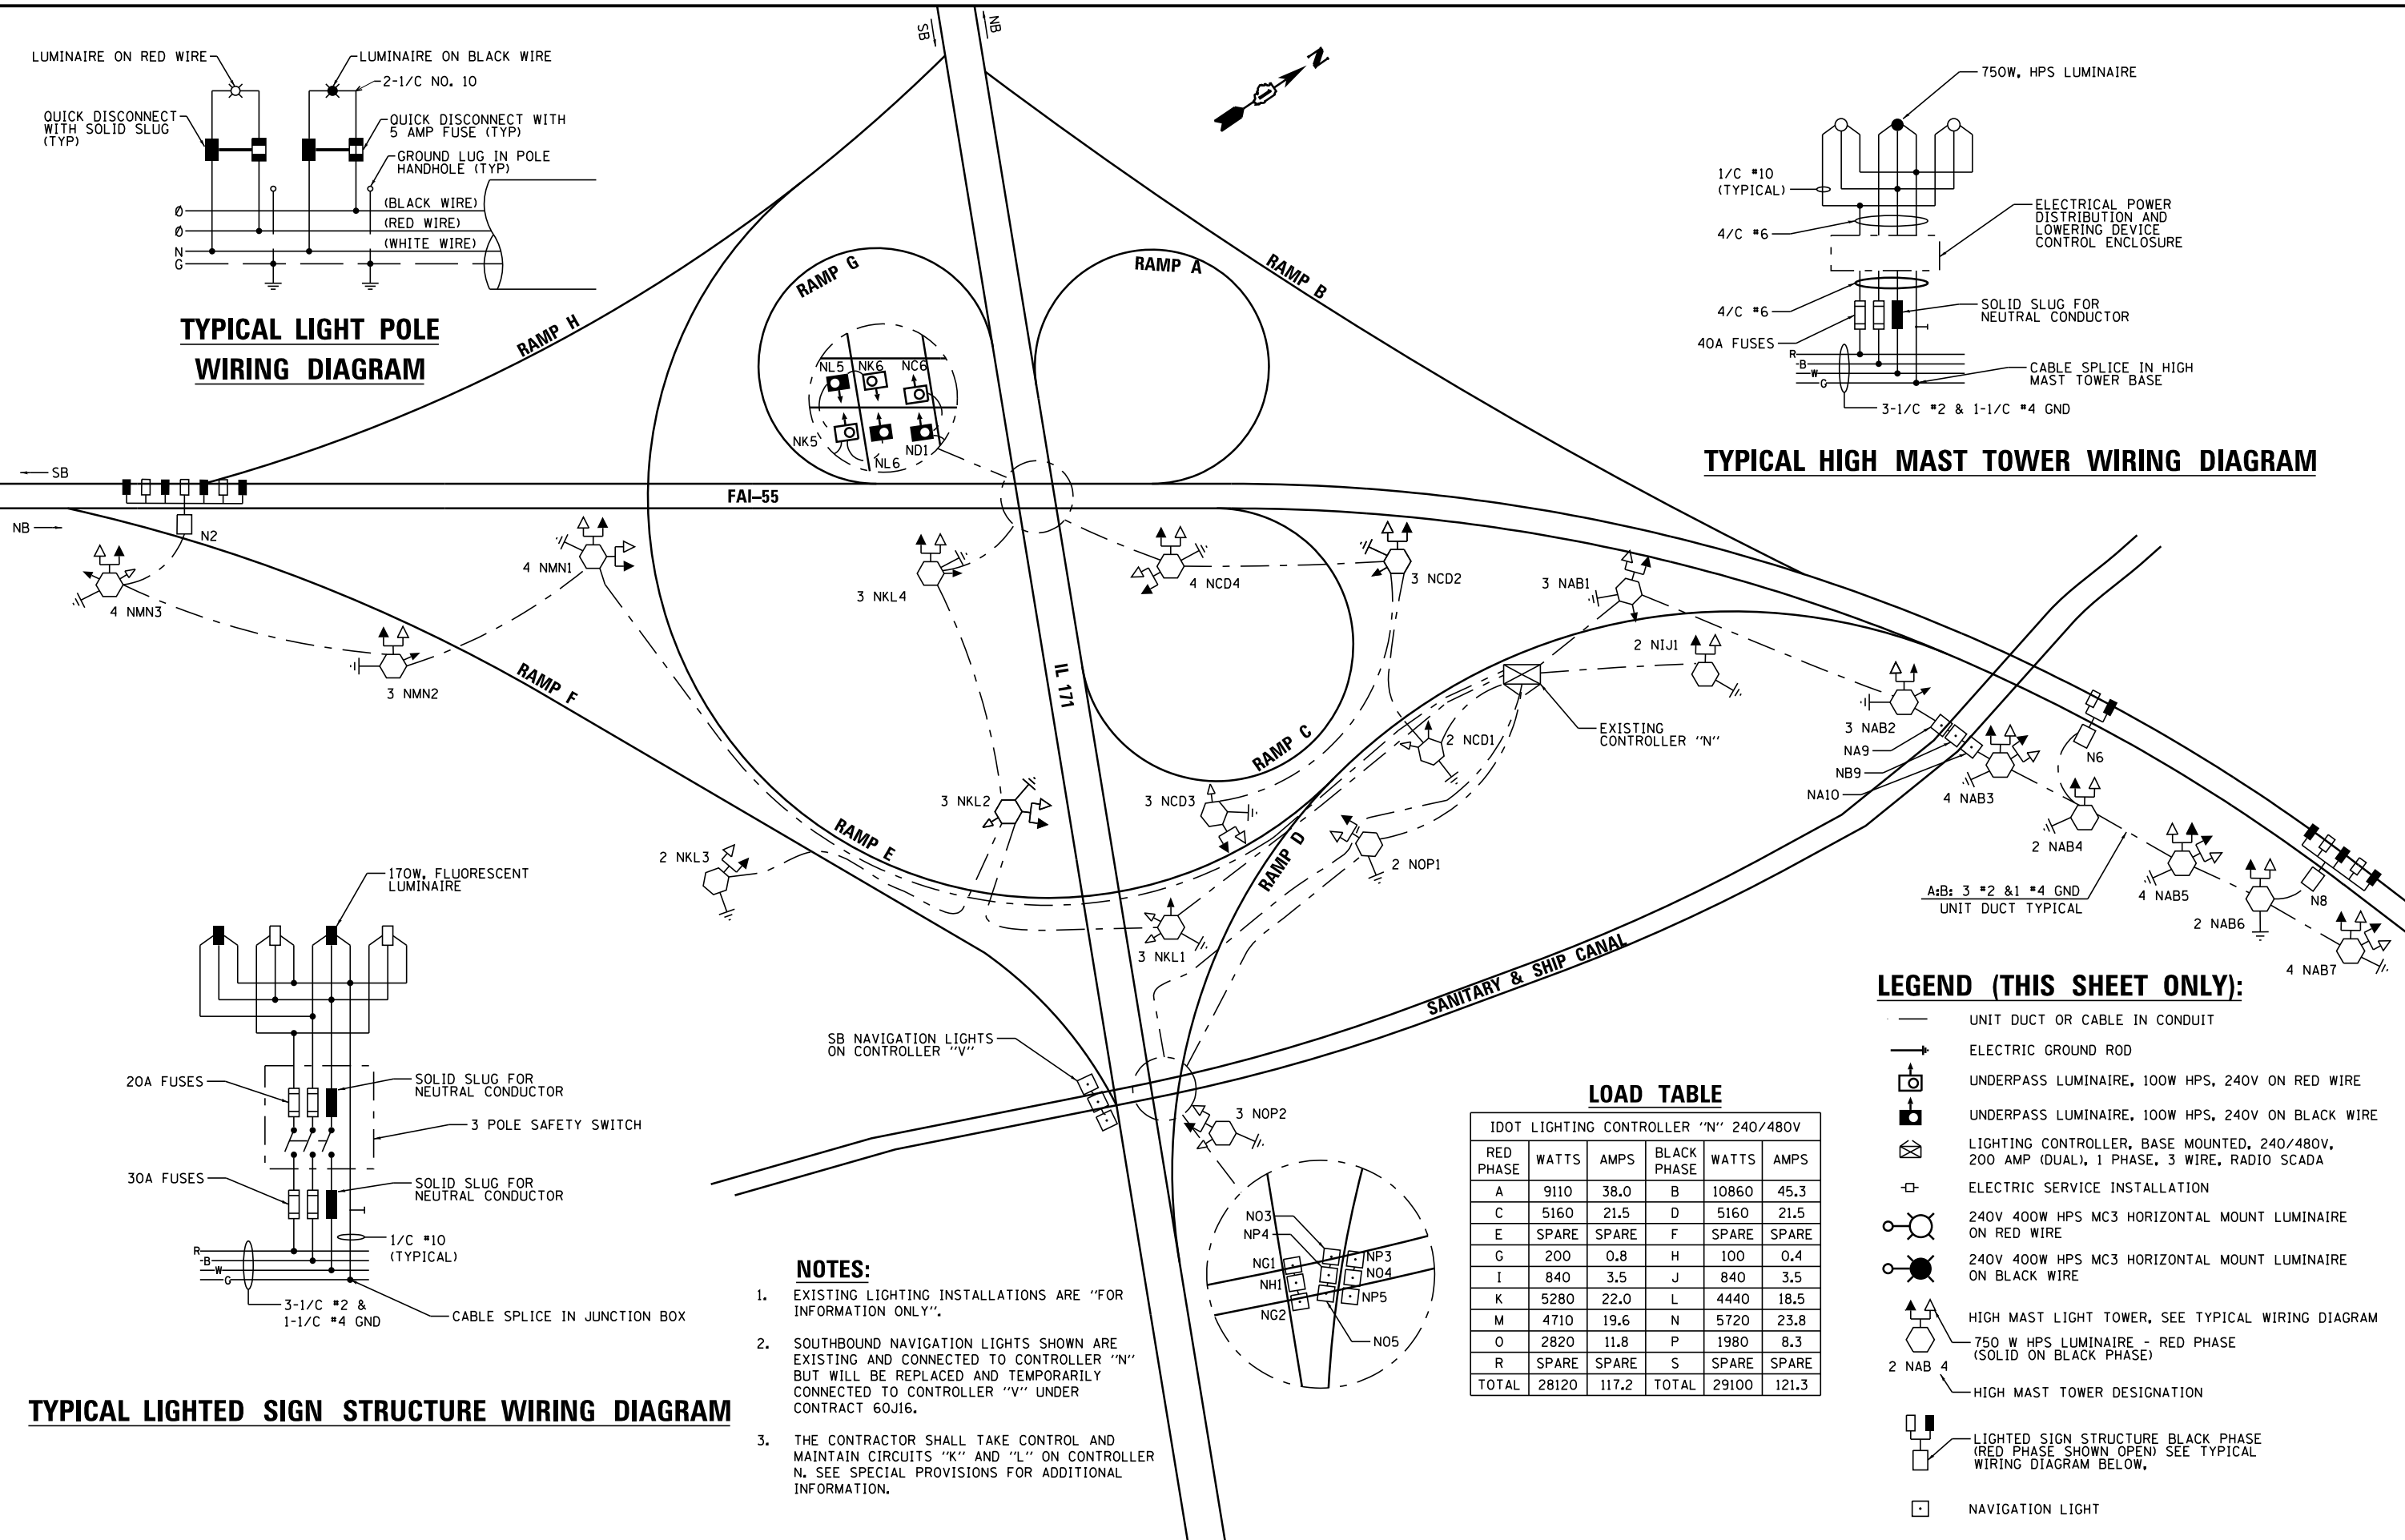 LUMINAIRE ON RED WIRE
LUMINAIRE ON BLACK WIRE
2-1/C NO. 10
QUICK DISCONNECT
WITH SOLID SLUG
(TYP)
QUICK DISCONNECT WITH
5 AMP FUSE (TYP)
GROUND LUG IN POLE
HANDHOLE (TYP)
Ø
(BLACK WIRE)
Ø
(RED WIRE)
N
(WHITE WIRE)
G
TYPICAL LIGHT POLE
WIRING DIAGRAM
SB
NB
N
750W, HPS LUMINAIRE
1/C #10
(TYPICAL)
4/C #6
ELECTRICAL POWER
DISTRIBUTION AND
LOWERING DEVICE
CONTROL ENCLOSURE
4/C #6
SOLID SLUG FOR
NEUTRAL CONDUCTOR
40A FUSES
R
B
W
G
CABLE SPLICE IN HIGH
MAST TOWER BASE
3-1/C #2 & 1-1/C #4 GND
TYPICAL HIGH MAST TOWER WIRING DIAGRAM
RAMP G
RAMP A
RAMP B
RAMP H
NL5
NK6
NC6
NK5
NL6
ND1
SB
NB
FAI-55
N2
4 NMN3
3 NMN2
4 NMN1
3 NKL4
4 NCD4
3 NCD2
3 NAB1
2 NIJ1
RAMP F
IL 171
RAMP C
2 NCD1
EXISTING
CONTROLLER "N"
3 NAB2
NA9
NB9
NA10
4 NAB3
N6
2 NAB4
4 NAB5
A:B: 3 #2 &1 #4 GND
UNIT DUCT TYPICAL
N8
2 NAB6
4 NAB7
3 NKL2
3 NCD3
RAMP E
2 NKL3
RAMP D
2 NOP1
3 NKL1
SANITARY & SHIP CANAL
SB NAVIGATION LIGHTS
ON CONTROLLER "V"
3 NOP2
NO3
NP4
NG1
NH1
NG2
NP3
NO4
NP5
NO5
170W, FLUORESCENT
LUMINAIRE
20A FUSES
SOLID SLUG FOR
NEUTRAL CONDUCTOR
3 POLE SAFETY SWITCH
30A FUSES
SOLID SLUG FOR
NEUTRAL CONDUCTOR
1/C #10
(TYPICAL)
R
B
W
G
3-1/C #2 &
1-1/C #4 GND
CABLE SPLICE IN JUNCTION BOX
TYPICAL LIGHTED SIGN STRUCTURE WIRING DIAGRAM
NOTES:
1. EXISTING LIGHTING INSTALLATIONS ARE "FOR
INFORMATION ONLY".
2. SOUTHBOUND NAVIGATION LIGHTS SHOWN ARE
EXISTING AND CONNECTED TO CONTROLLER "N"
BUT WILL BE REPLACED AND TEMPORARILY
CONNECTED TO CONTROLLER "V" UNDER
CONTRACT 60J16.
3. THE CONTRACTOR SHALL TAKE CONTROL AND
MAINTAIN CIRCUITS "K" AND "L" ON CONTROLLER
N. SEE SPECIAL PROVISIONS FOR ADDITIONAL
INFORMATION.
LOAD TABLE
IDOT LIGHTING CONTROLLER "N" 240/480V
RED PHASE WATTS AMPS BLACK PHASE WATTS AMPS
A 9110 38.0 B 10860 45.3
C 5160 21.5 D 5160 21.5
E SPARE SPARE F SPARE SPARE
G 200 0.8 H 100 0.4
I 840 3.5 J 840 3.5
K 5280 22.0 L 4440 18.5
M 4710 19.6 N 5720 23.8
O 2820 11.8 P 1980 8.3
R SPARE SPARE S SPARE SPARE
TOTAL 28120 117.2 TOTAL 29100 121.3
LEGEND (THIS SHEET ONLY):
UNIT DUCT OR CABLE IN CONDUIT
ELECTRIC GROUND ROD
UNDERPASS LUMINAIRE, 100W HPS, 240V ON RED WIRE
UNDERPASS LUMINAIRE, 100W HPS, 240V ON BLACK WIRE
LIGHTING CONTROLLER, BASE MOUNTED, 240/480V,
200 AMP (DUAL), 1 PHASE, 3 WIRE, RADIO SCADA
ELECTRIC SERVICE INSTALLATION
240V 400W HPS MC3 HORIZONTAL MOUNT LUMINAIRE
ON RED WIRE
240V 400W HPS MC3 HORIZONTAL MOUNT LUMINAIRE
ON BLACK WIRE
HIGH MAST LIGHT TOWER, SEE TYPICAL WIRING DIAGRAM
750 W HPS LUMINAIRE - RED PHASE
(SOLID ON BLACK PHASE)
2 NAB 4
HIGH MAST TOWER DESIGNATION
LIGHTED SIGN STRUCTURE BLACK PHASE
(RED PHASE SHOWN OPEN) SEE TYPICAL
WIRING DIAGRAM BELOW.
NAVIGATION LIGHT